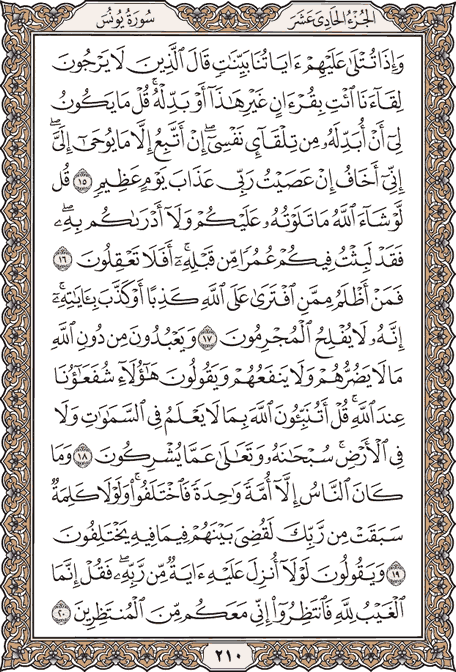 سُورَةُ يُونُسَ الجُزْءُ الحَادِي عَشَرَ
وَإِذَا تُتْلَىٰ عَلَيْهِمْ ءَايَاتُنَا بَيِّنَٰتٖ قَالَ ٱلَّذِينَ لَا يَرْجُونَ
لِقَآءَنَا ٱئْتِ بِقُرْءَانٍ غَيْرِ هَٰذَآ أَوْ بَدِّلْهُۚ قُلْ مَا يَكُونُ
لِيٓ أَنْ أُبَدِّلَهُۥ مِن تِلْقَآيِٕ نَفْسِيٓۖ إِنْ أَتَّبِعُ إِلَّا مَا يُوحَىٰٓ إِلَيَّۖ
إِنِّيٓ أَخَافُ إِنْ عَصَيْتُ رَبِّي عَذَابَ يَوْمٍ عَظِيمٖ ١٥ قُل
لَّوْ شَآءَ ٱللَّهُ مَا تَلَوْتُهُۥ عَلَيْكُمْ وَلَآ أَدْرَىٰكُم بِهِۦۖ
فَقَدْ لَبِثْتُ فِيكُمْ عُمُرٗا مِّن قَبْلِهِۦٓۚ أَفَلَا تَعْقِلُونَ ١٦
فَمَنْ أَظْلَمُ مِمَّنِ ٱفْتَرَىٰ عَلَى ٱللَّهِ كَذِبًا أَوْ كَذَّبَ بِـَٔايَٰتِهِۦٓۚ
إِنَّهُۥ لَا يُفْلِحُ ٱلْمُجْرِمُونَ ١٧ وَيَعْبُدُونَ مِن دُونِ ٱللَّهِ
مَا لَا يَضُرُّهُمْ وَلَا يَنفَعُهُمْ وَيَقُولُونَ هَٰٓؤُلَآءِ شُفَعَٰٓؤُنَا
عِندَ ٱللَّهِۚ قُلْ أَتُنَبِّـُٔونَ ٱللَّهَ بِمَا لَا يَعْلَمُ فِي ٱلسَّمَٰوَٰتِ وَلَا
فِي ٱلْأَرْضِۚ سُبْحَٰنَهُۥ وَتَعَٰلَىٰ عَمَّا يُشْرِكُونَ ١٨ وَمَا
كَانَ ٱلنَّاسُ إِلَّآ أُمَّةٗ وَٰحِدَةٗ فَٱخْتَلَفُواْۚ وَلَوْلَا كَلِمَةٞ
سَبَقَتْ مِن رَّبِّكَ لَقُضِيَ بَيْنَهُمْ فِيمَا فِيهِ يَخْتَلِفُونَ
١٩ وَيَقُولُونَ لَوْلَآ أُنزِلَ عَلَيْهِ ءَايَةٞ مِّن رَّبِّهِۦۖ فَقُلْ إِنَّمَا
ٱلْغَيْبُ لِلَّهِ فَٱنتَظِرُوٓاْ إِنِّي مَعَكُم مِّنَ ٱلْمُنتَظِرِينَ ٢٠
٢١٠